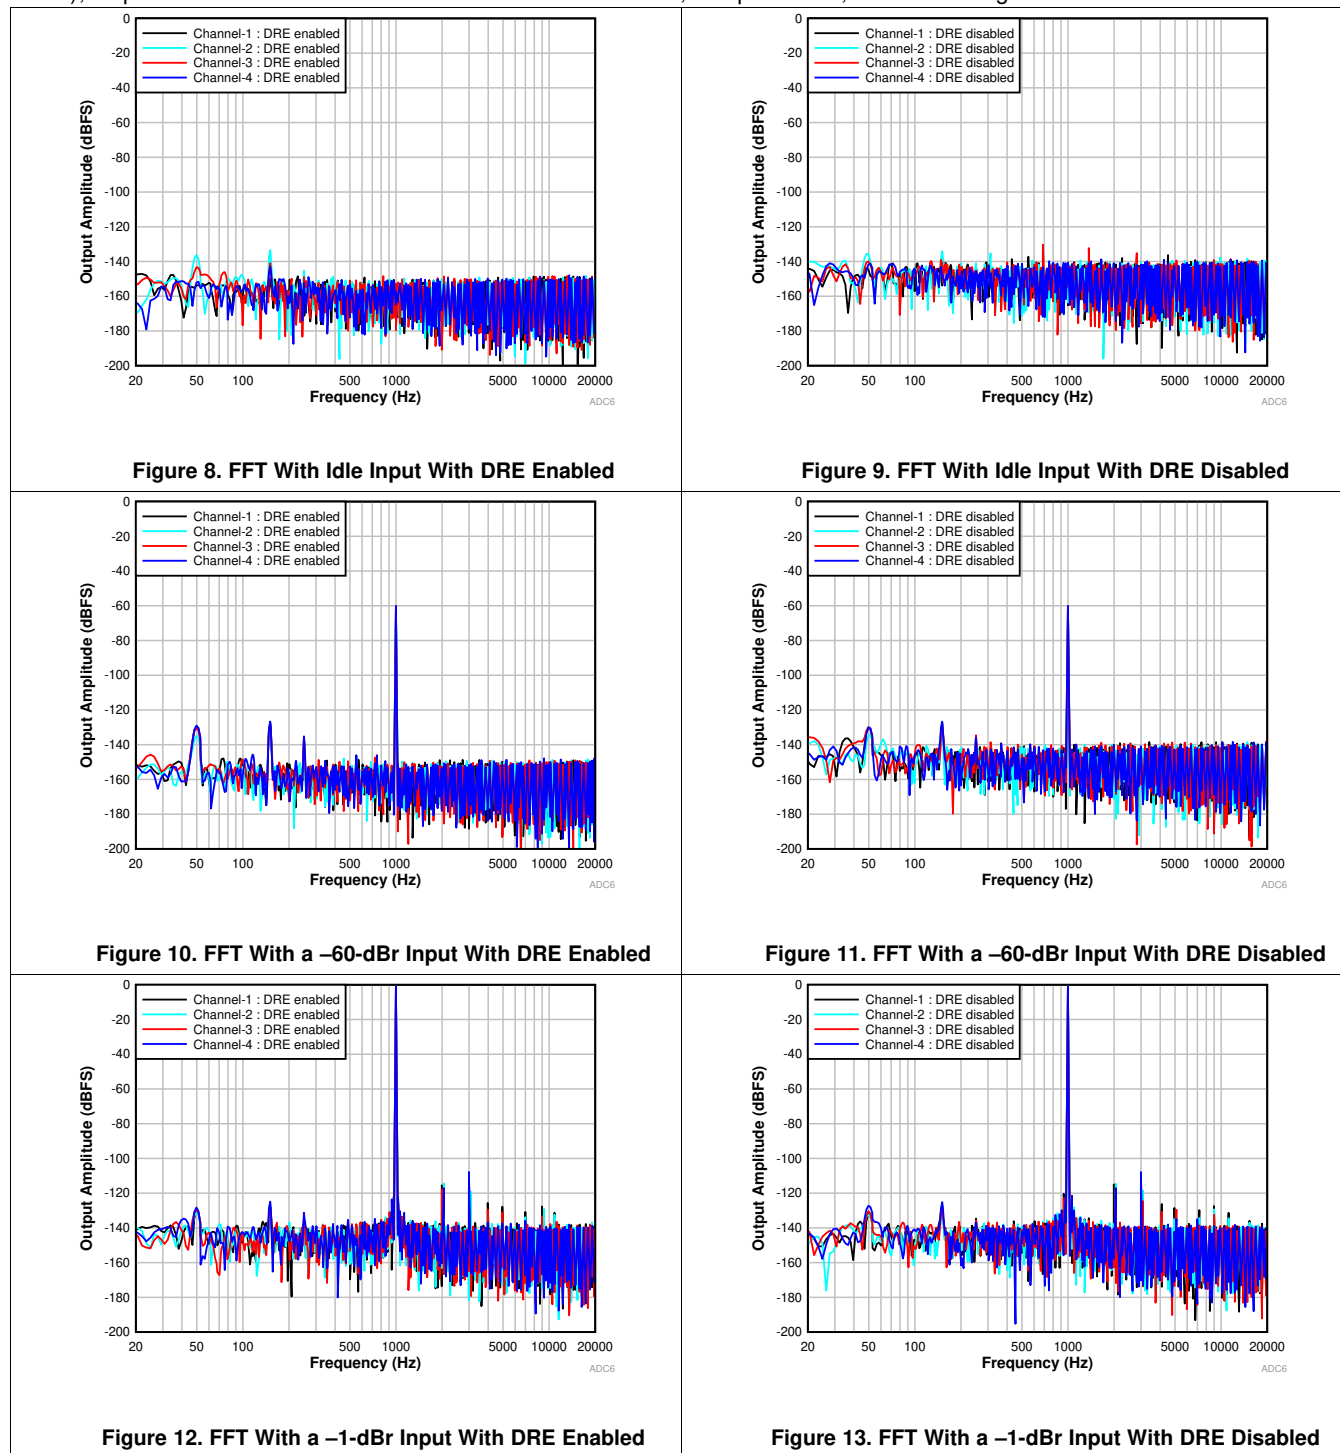 0
-20
-40
-60
-80
-100
-120
-140
-160
-180
-200
Output Amplitude (dBFS)
Channel-1 : DRE enabled
Channel-2 : DRE enabled
Channel-3 : DRE enabled
Channel-4 : DRE enabled
20 50 100 500 1000 5000 10000 20000
Frequency (Hz)
ADC6
Figure 8. FFT With Idle Input With DRE Enabled
0
-20
-40
-60
-80
-100
-120
-140
-160
-180
-200
Output Amplitude (dBFS)
Channel-1 : DRE disabled
Channel-2 : DRE disabled
Channel-3 : DRE disabled
Channel-4 : DRE disabled
20 50 100 500 1000 5000 10000 20000
Frequency (Hz)
ADC6
Figure 9. FFT With Idle Input With DRE Disabled
0
-20
-40
-60
-80
-100
-120
-140
-160
-180
-200
Output Amplitude (dBFS)
Channel-1 : DRE enabled
Channel-2 : DRE enabled
Channel-3 : DRE enabled
Channel-4 : DRE enabled
20 50 100 500 1000 5000 10000 20000
Frequency (Hz)
ADC6
Figure 10. FFT With a –60-dBr Input With DRE Enabled
0
-20
-40
-60
-80
-100
-120
-140
-160
-180
-200
Output Amplitude (dBFS)
Channel-1 : DRE disabled
Channel-2 : DRE disabled
Channel-3 : DRE disabled
Channel-4 : DRE disabled
20 50 100 500 1000 5000 10000 20000
Frequency (Hz)
ADC6
Figure 11. FFT With a –60-dBr Input With DRE Disabled
0
-20
-40
-60
-80
-100
-120
-140
-160
-180
-200
Output Amplitude (dBFS)
Channel-1 : DRE enabled
Channel-2 : DRE enabled
Channel-3 : DRE enabled
Channel-4 : DRE enabled
20 50 100 500 1000 5000 10000 20000
Frequency (Hz)
ADC6
Figure 12. FFT With a –1-dBr Input With DRE Enabled
0
-20
-40
-60
-80
-100
-120
-140
-160
-180
-200
Output Amplitude (dBFS)
Channel-1 : DRE disabled
Channel-2 : DRE disabled
Channel-3 : DRE disabled
Channel-4 : DRE disabled
20 50 100 500 1000 5000 10000 20000
Frequency (Hz)
ADC6
Figure 13. FFT With a –1-dBr Input With DRE Disabled